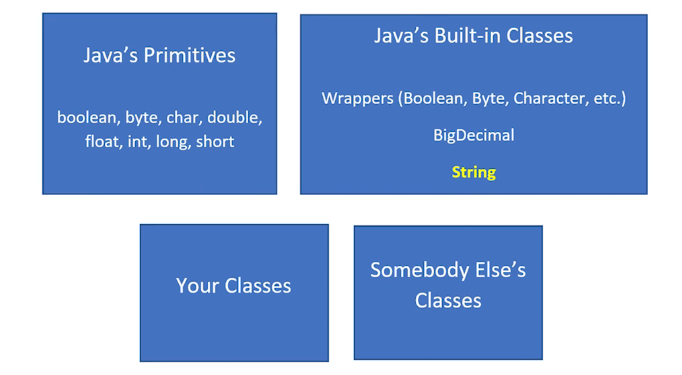 Java’s Primitives
boolean, byte, char, double,
float, int, long, short
Java’s Built-in Classes
Wrappers (Boolean, Byte, Character, etc.)
BigDecimal
String
Your Classes
Somebody Else’s
Classes